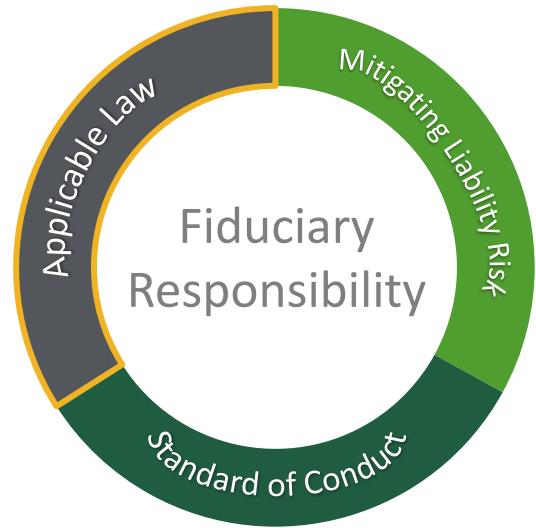 Applicable Law
Mitigating Liability Risk
Fiduciary
Responsibility
Standard of Conduct